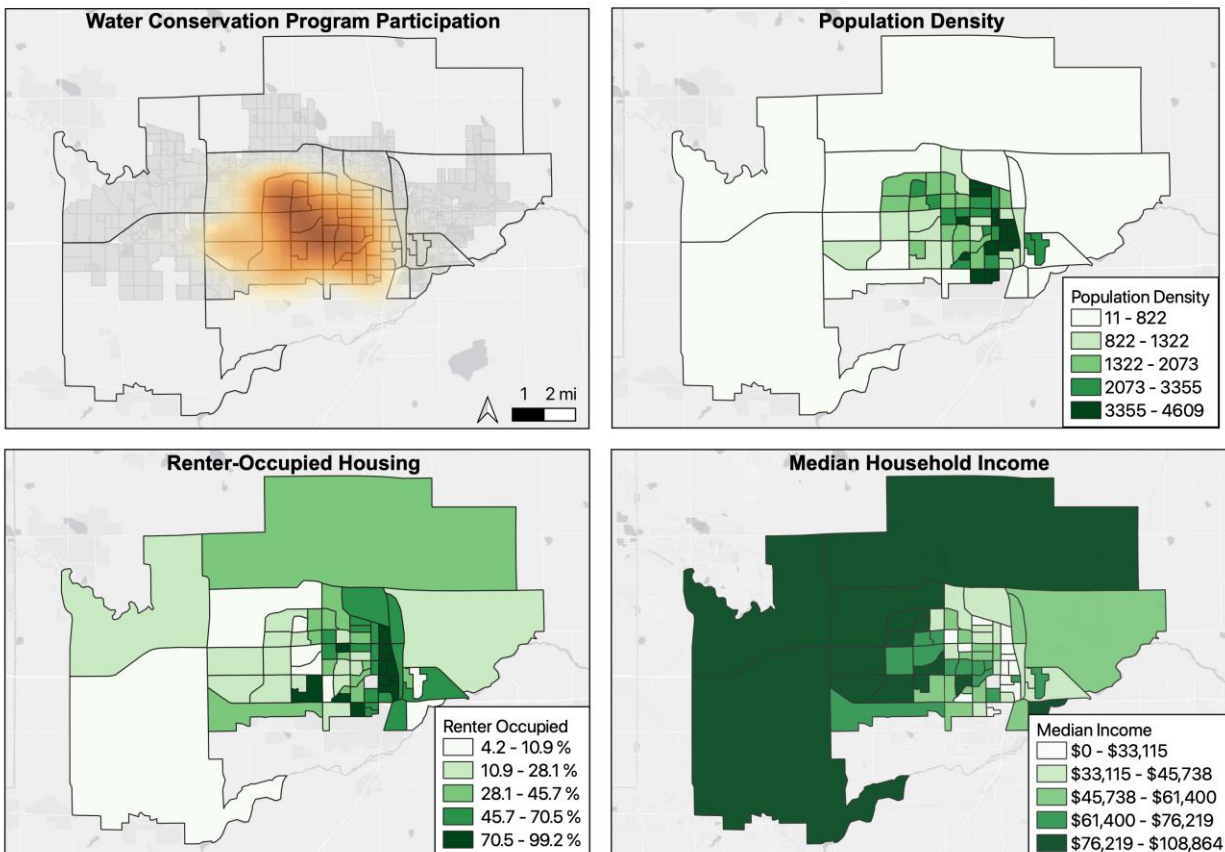 Water Conservation Program Participation
1 2 mi
Population Density
Population Density
11 - 822
822 - 1322
1322 - 2073
2073 - 3355
3355 - 4609
Renter-Occupied Housing
Renter Occupied
4.2 - 10.9 %
10.9 - 28.1 %
28.1 - 45.7 %
45.7 - 70.5 %
70.5 - 99.2 %
Median Household Income
Median Income
$0 - $33,115
$33,115 - $45,738
$45,738 - $61,400
$61,400 - $76,219
$76,219 - $108,864